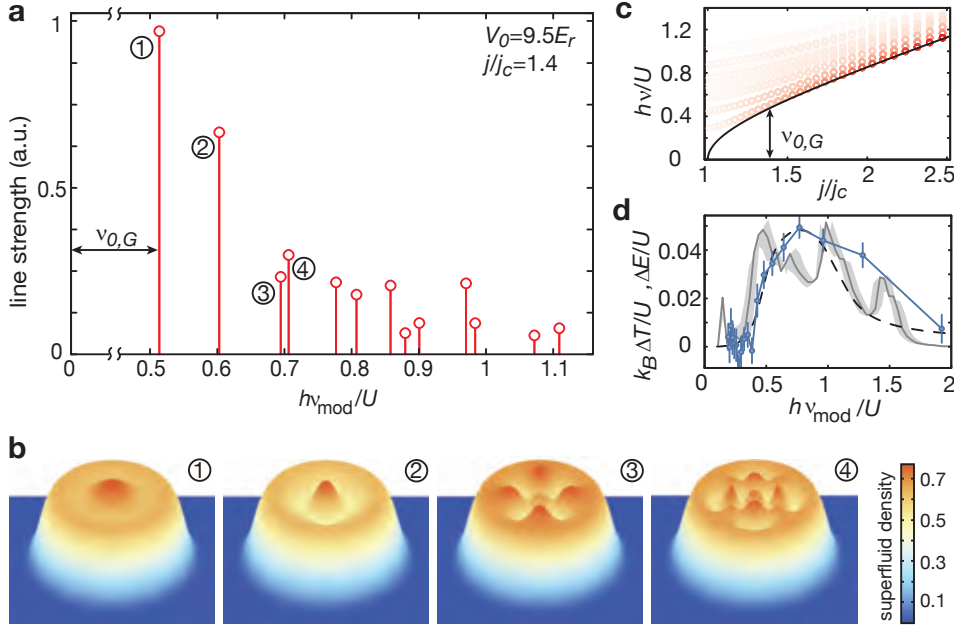 a
1
0.5
0
line strength (a.u.)
V0=9.5Er
j/jc=1.4
①
②
③
④
ν0,G
0 0.5 0.6 0.7 0.8 0.9 1 1.1
hνmod/U
c
1.2
0.8
0.4
0
hν/U
ν0,G
1 1.5 2 2.5
j/jc
d
0.04
0.02
0
kBΔT/U ,ΔE/U
0 0.5 1 1.5 2
hνmod/U
b
① ② ③ ④
superfluid density
0.7
0.5
0.3
0.1